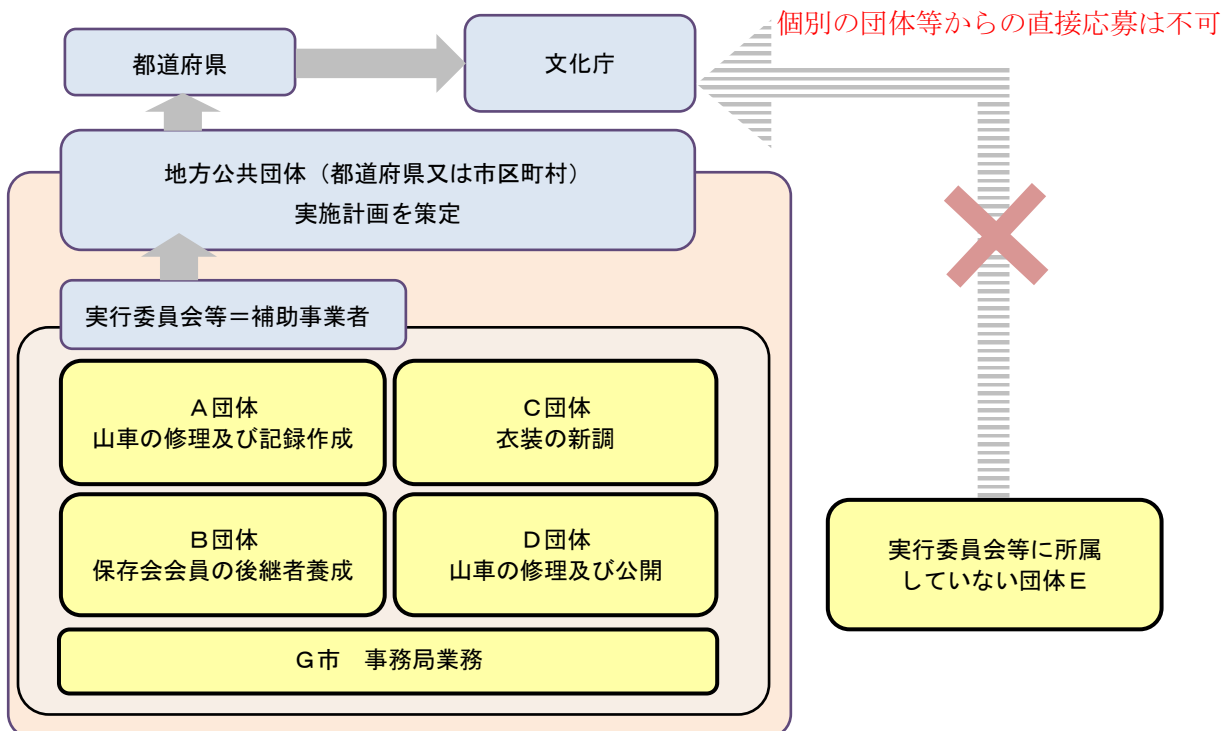 個別の団体等からの直接応募は不可
都道府県
文化庁
地方公共団体（都道府県又は市区町村）
実施計画を策定
実行委員会等＝補助事業者
Ａ団体
山車の修理及び記録作成
Ｃ団体
衣装の新調
Ｂ団体
保存会会員の後継者養成
Ｄ団体
山車の修理及び公開
Ｇ市　事務局業務
実行委員会等に所属
していない団体Ｅ